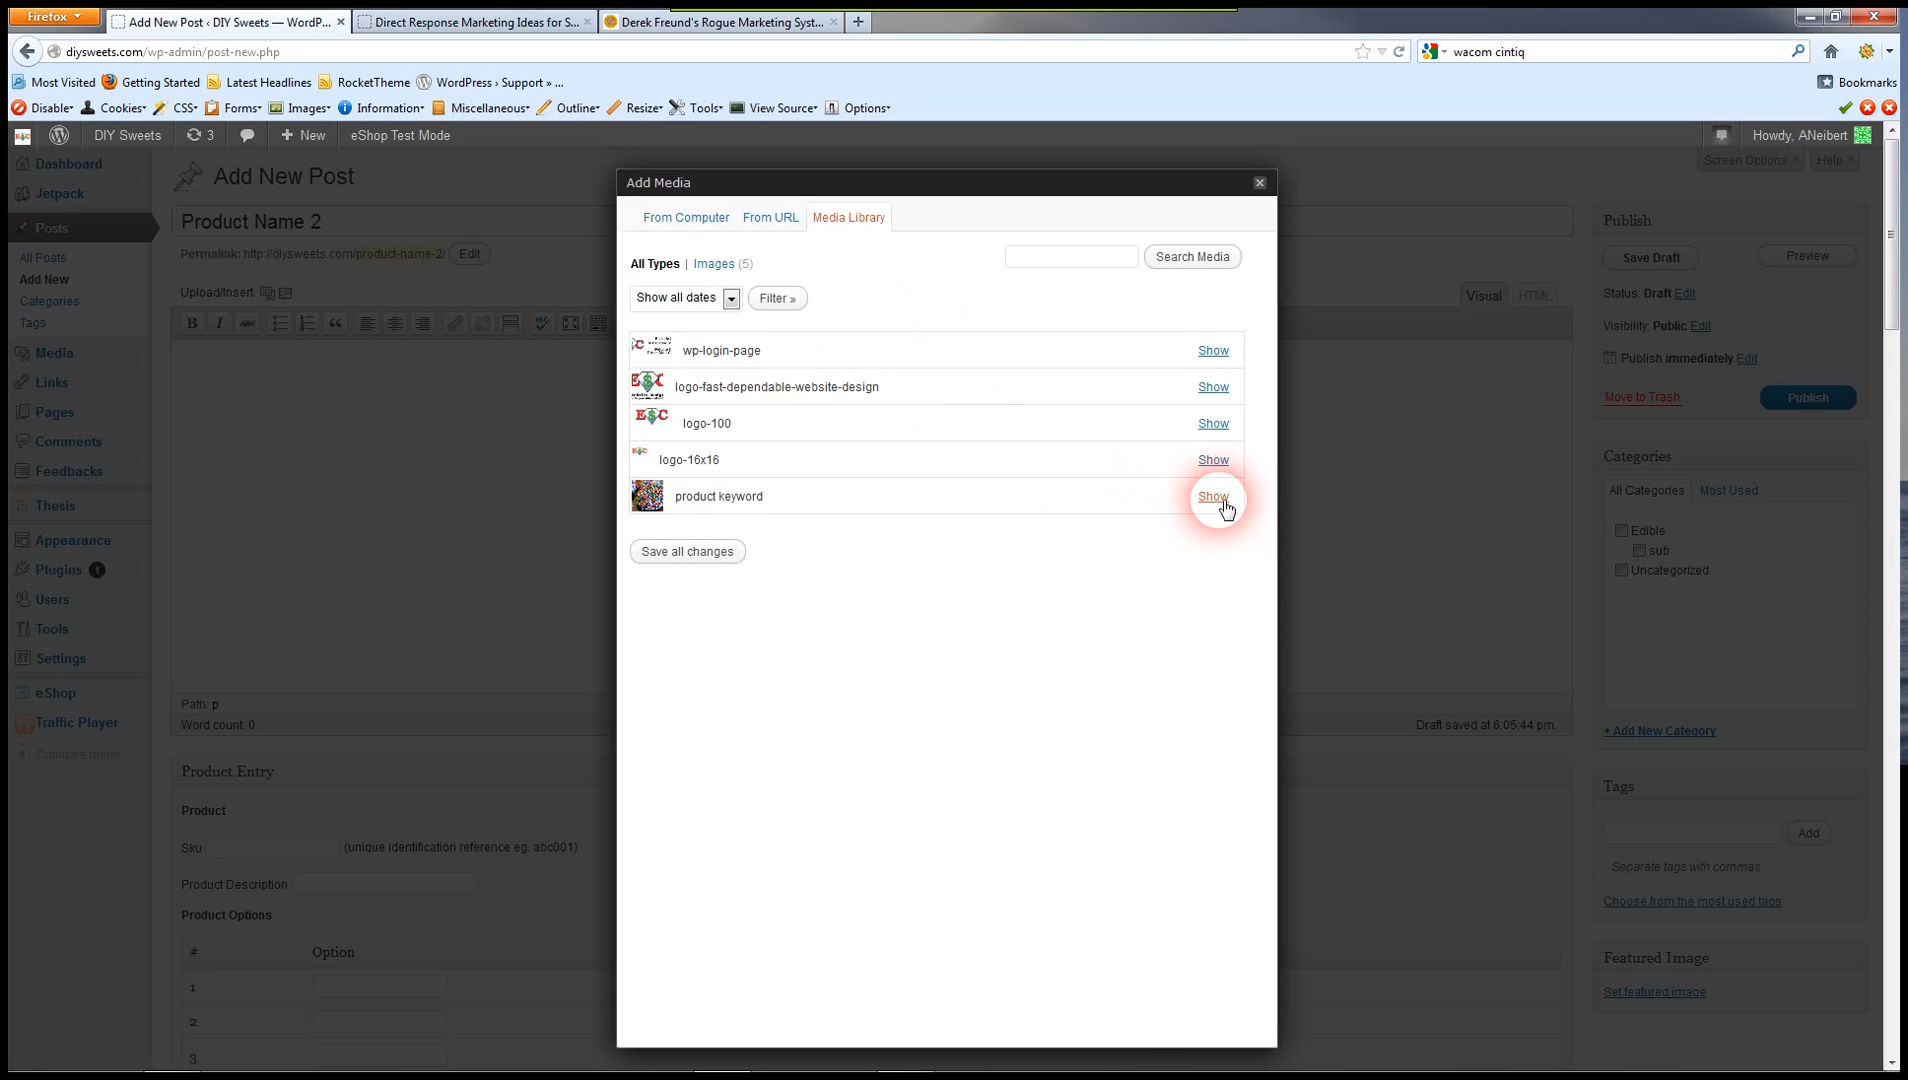 Firefox
Add New Post ‹ DIY Sweets — WordP...
Direct Response Marketing Ideas for S...
Derek Freund's Rogue Marketing Syst...
diysweets.com/wp-admin/post-new.php
wacom cintiq
Most Visited
Getting Started
Latest Headlines
RocketTheme
WordPress › Support » ...
Bookmarks
Disable
Cookies
CSS
Forms
Images
Information
Miscellaneous
Outline
Resize
Tools
View Source
Options
DIY Sweets
3
New
eShop Test Mode
Howdy, ANeibert
Dashboard
Jetpack
Posts
All Posts
Add New
Categories
Tags
Media
Links
Pages
Comments
Feedbacks
Thesis
Appearance
Plugins 1
Users
Tools
Settings
eShop
Traffic Player
Collapse menu
Add New Post
Screen Options
Help
Product Name 2
Permalink: http://diysweets.com/product-name-2/ Edit
Upload/Insert
Visual
HTML
B I ABC
Path: p
Word count: 0
Draft saved at 6:05:44 pm.
Product Entry
Product
Sku (unique identification reference eg. abc001)
Product Description
Product Options
# Option
1
2
3
Add Media
From Computer
From URL
Media Library
All Types | Images (5)
Search Media
Show all dates
Filter »
wp-login-page Show
logo-fast-dependable-website-design Show
logo-100 Show
logo-16x16 Show
product keyword Show
Save all changes
Publish
Save Draft
Preview
Status: Draft Edit
Visibility: Public Edit
Publish immediately Edit
Move to Trash
Publish
Categories
All Categories
Most Used
Edible
sub
Uncategorized
+ Add New Category
Tags
Add
Separate tags with commas
Choose from the most used tags
Featured Image
Set featured image